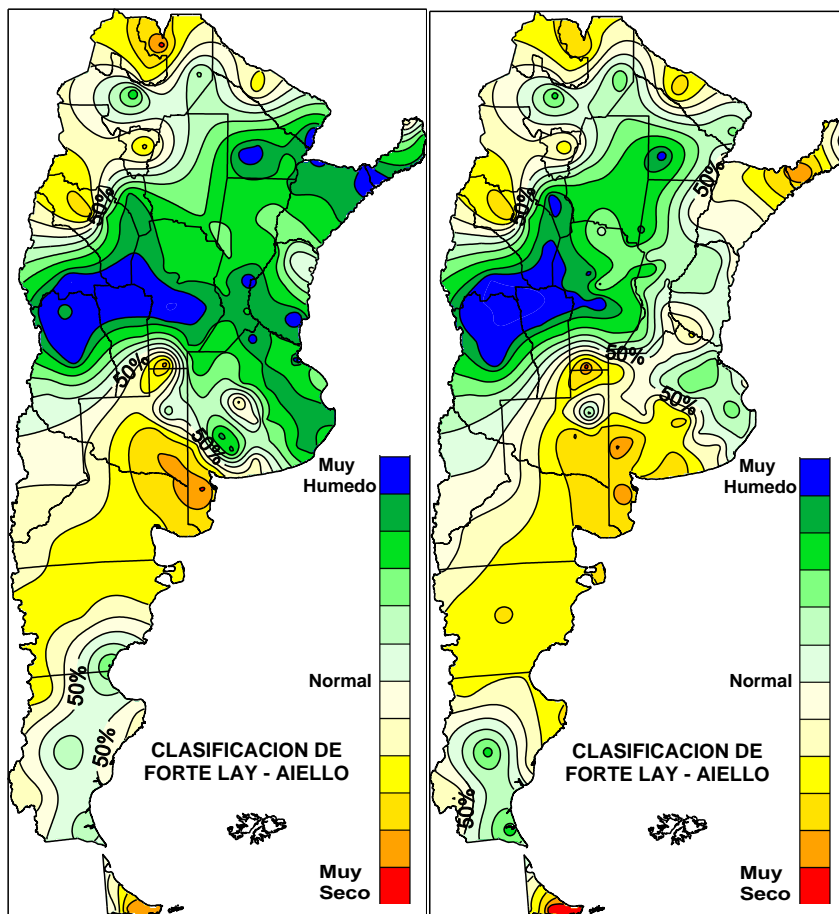 50%
50%
50%
50%
50%
Muy
Humedo
Normal
CLASIFICACION DE
FORTE LAY - AIELLO
Muy
Seco
50%
50%
50%
50%
50%
Muy
Humedo
Normal
CLASIFICACION DE
FORTE LAY - AIELLO
Muy
Seco